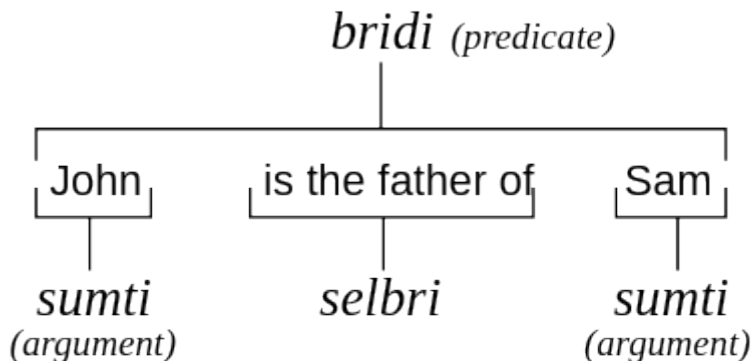 bridi (predicate)
John is the father of Sam
sumti selbri sumti
(argument) (argument)